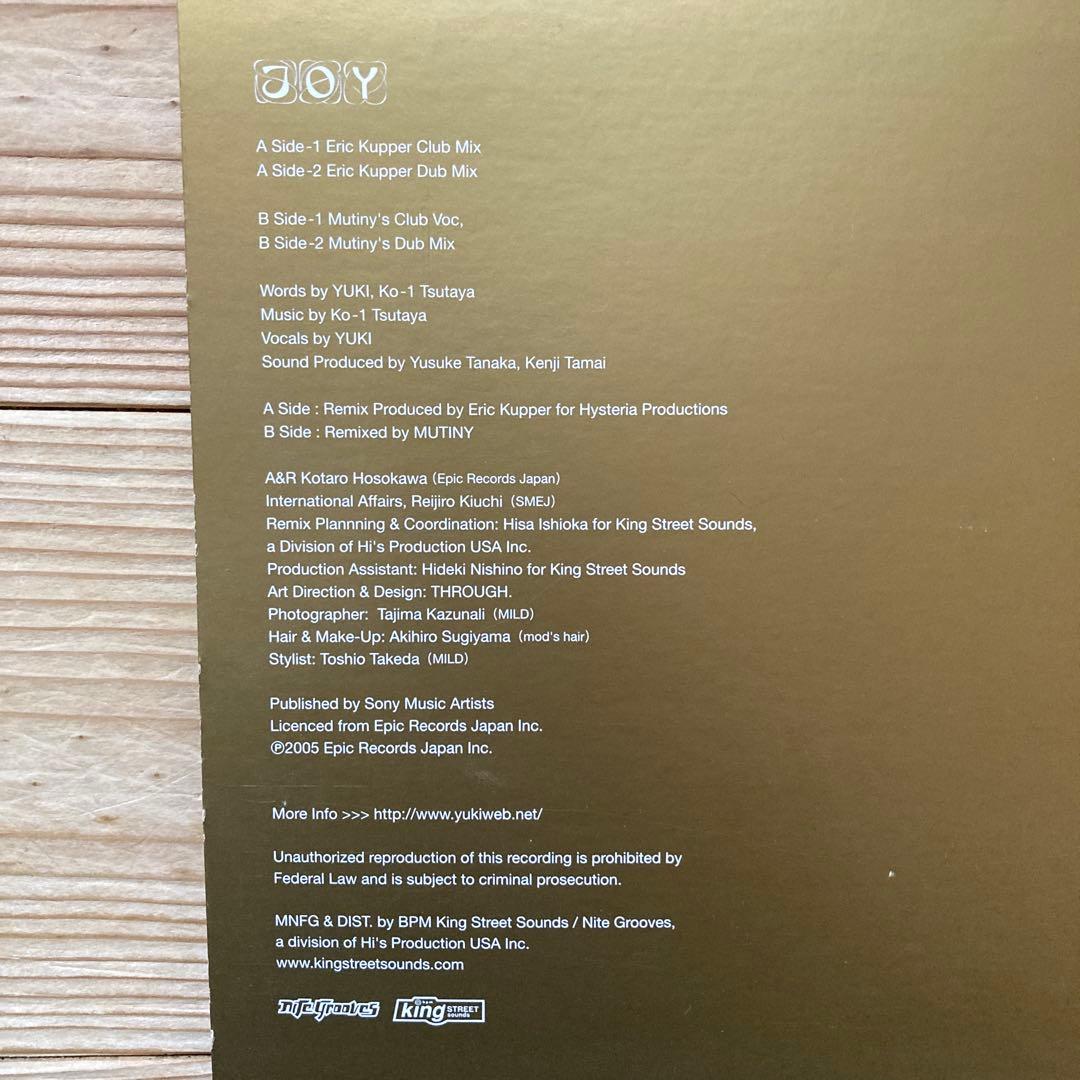 JOY
A Side-1 Eric Kupper Club Mix
A Side-2 Eric Kupper Dub Mix
B Side-1 Mutiny's Club Voc,
B Side-2 Mutiny's Dub Mix
Words by YUKI, Ko-1 Tsutaya
Music by Ko-1 Tsutaya
Vocals by YUKI
Sound Produced by Yusuke Tanaka, Kenji Tamai
A Side : Remix Produced by Eric Kupper for Hysteria Productions
B Side : Remixed by MUTINY
A&R Kotaro Hosokawa (Epic Records Japan)
International Affairs, Reijiro Kiuchi (SMEJ)
Remix Plannning & Coordination: Hisa Ishioka for King Street Sounds,
a Division of Hi's Production USA Inc.
Production Assistant: Hideki Nishino for King Street Sounds
Art Direction & Design: THROUGH.
Photographer: Tajima Kazunali (MILD)
Hair & Make-Up: Akihiro Sugiyama (mod's hair)
Stylist: Toshio Takeda (MILD)
Published by Sony Music Artists
Licenced from Epic Records Japan Inc.
℗2005 Epic Records Japan Inc.
More Info >>> http://www.yukiweb.net/
Unauthorized reproduction of this recording is prohibited by
Federal Law and is subject to criminal prosecution.
MNFG & DIST. by BPM King Street Sounds / Nite Grooves,
a division of Hi's Production USA Inc.
www.kingstreetsounds.com
nite grooves bpm king STREET sounds